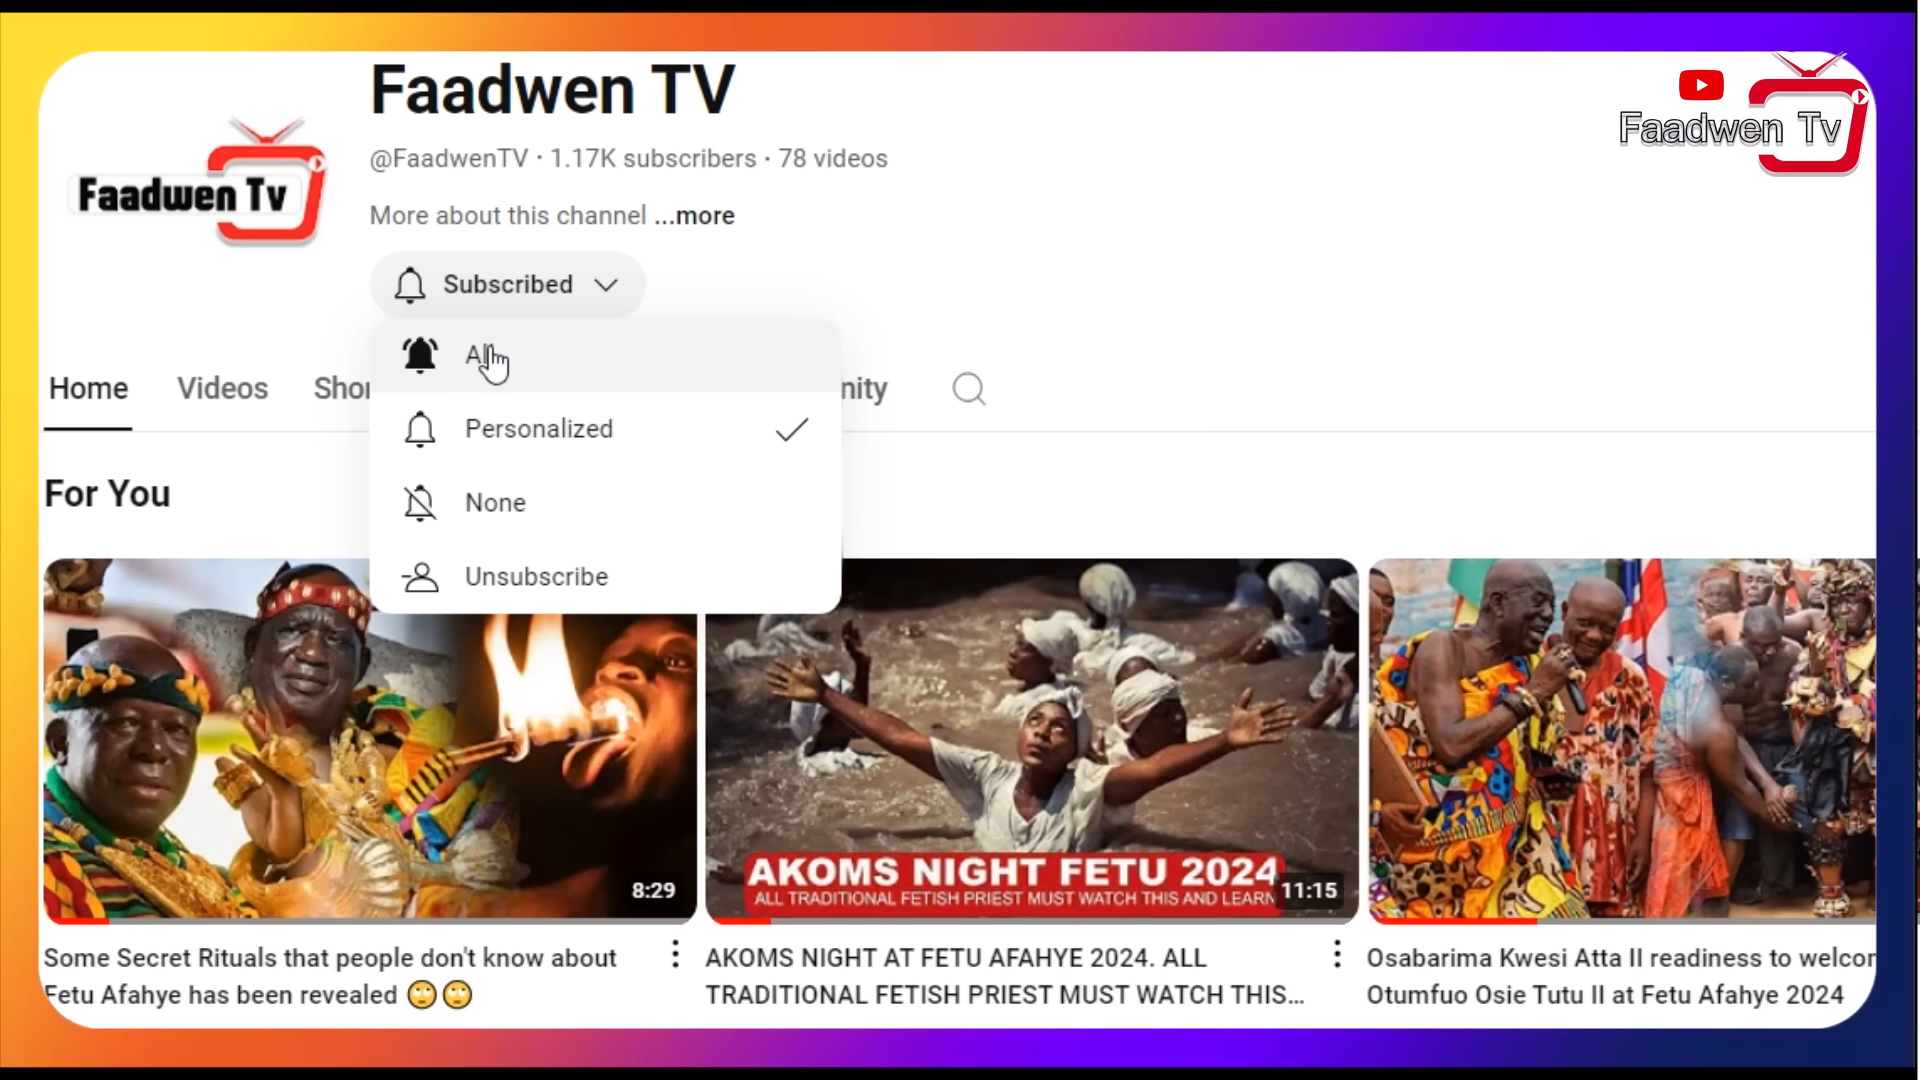 Faadwen TV
@FaadwenTV · 1.17K subscribers · 78 videos
More about this channel ...more
Faadwen Tv
Faadwen Tv
Subscribed
All
Personalized
None
Unsubscribe
Home Videos
For You
8:29
AKOMS NIGHT FETU 2024
ALL TRADITIONAL FETISH PRIEST MUST WATCH THIS AND LEARN
11:15
Some Secret Rituals that people don't know about
Fetu Afahye has been revealed 🙄🙄
AKOMS NIGHT AT FETU AFAHYE 2024. ALL
TRADITIONAL FETISH PRIEST MUST WATCH THIS...
Osabarima Kwesi Atta II readiness to welcor
Otumfuo Osie Tutu II at Fetu Afahye 2024